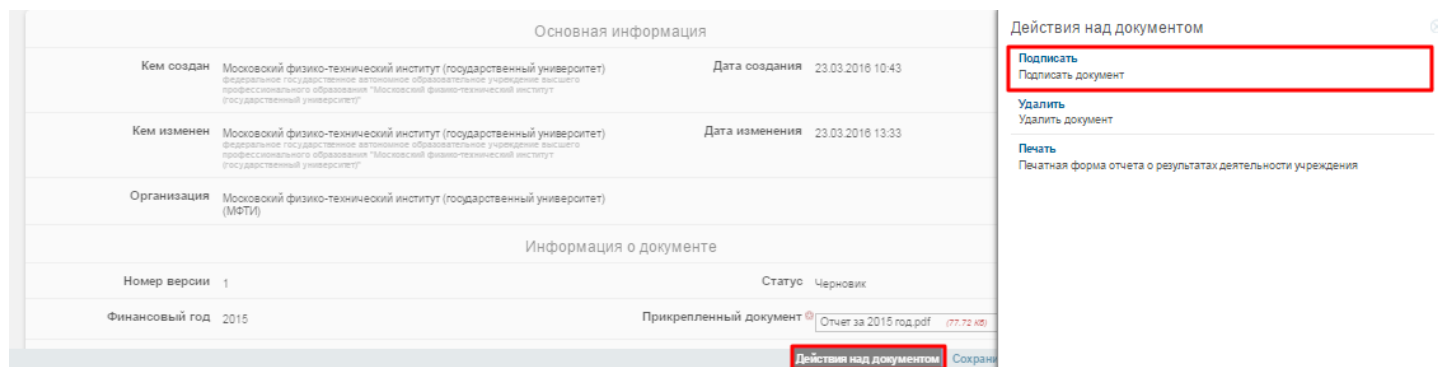 Основная информация
Действия над документом
Кем создан Московский физико-технический институт (государственный университет) Дата создания 23.03.2016 10:43
федеральное государственное автономное образовательное учреждение высшего
профессионального образования "Московский физико-технический институт
(государственный университет)"
Подписать
Подписать документ
Удалить
Удалить документ
Печать
Печатная форма отчета о результатах деятельности учреждения
Кем изменен Московский физико-технический институт (государственный университет) Дата изменения 23.03.2016 13:33
федеральное государственное автономное образовательное учреждение высшего
профессионального образования "Московский физико-технический институт
(государственный университет)"
Организация Московский физико-технический институт (государственный университет)
(МФТИ)
Информация о документе
Номер версии 1 Статус Черновик
Финансовый год 2015 Прикрепленный документ Отчет за 2015 год.pdf (77.72 КБ)
Действия над документом Сохрани